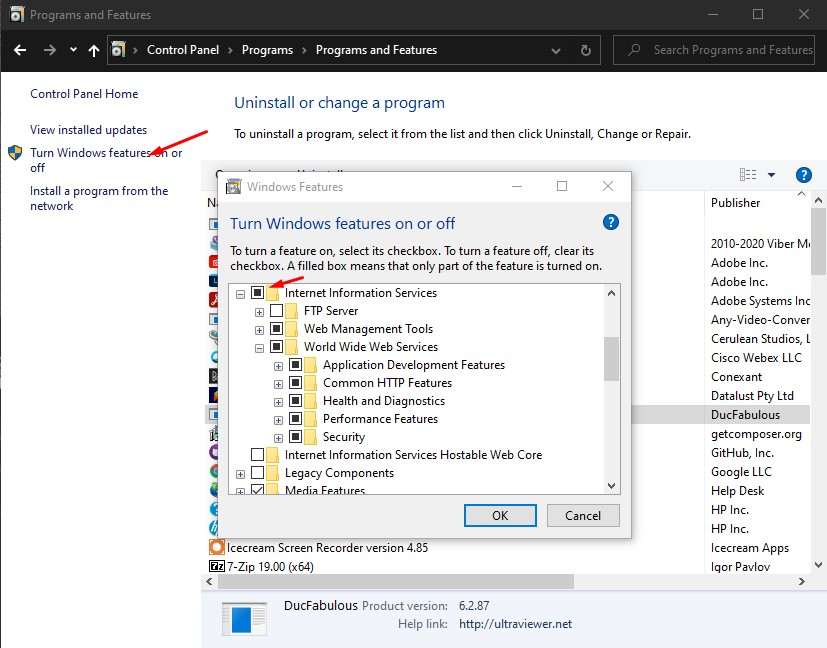 Programs and Features
Control Panel > Programs > Programs and Features
Search Programs and Features
Control Panel Home
View installed updates
Turn Windows features on or
off
Install a program from the
network
Uninstall or change a program
To uninstall a program, select it from the list and then click Uninstall, Change or Repair.
Publisher
2010-2020 Viber Me
Adobe Inc.
Adobe Inc.
Adobe Systems Inc
Any-Video-Conver
Cerulean Studios, L
Cisco Webex LLC
Conexant
Datalust Pty Ltd
DucFabulous
getcomposer.org
GitHub, Inc.
Google LLC
Help Desk
HP Inc.
HP Inc.
Icecream Apps
Igor Pavlov
Windows Features
Turn Windows features on or off
To turn a feature on, select its checkbox. To turn a feature off, clear its
checkbox. A filled box means that only part of the feature is turned on.
Internet Information Services
FTP Server
Web Management Tools
World Wide Web Services
Application Development Features
Common HTTP Features
Health and Diagnostics
Performance Features
Security
Internet Information Services Hostable Web Core
Legacy Components
Media Features
OK
Cancel
Icecream Screen Recorder version 4.85
7-Zip 19.00 (x64)
DucFabulous Product version: 6.2.87
Help link: http://ultraviewer.net